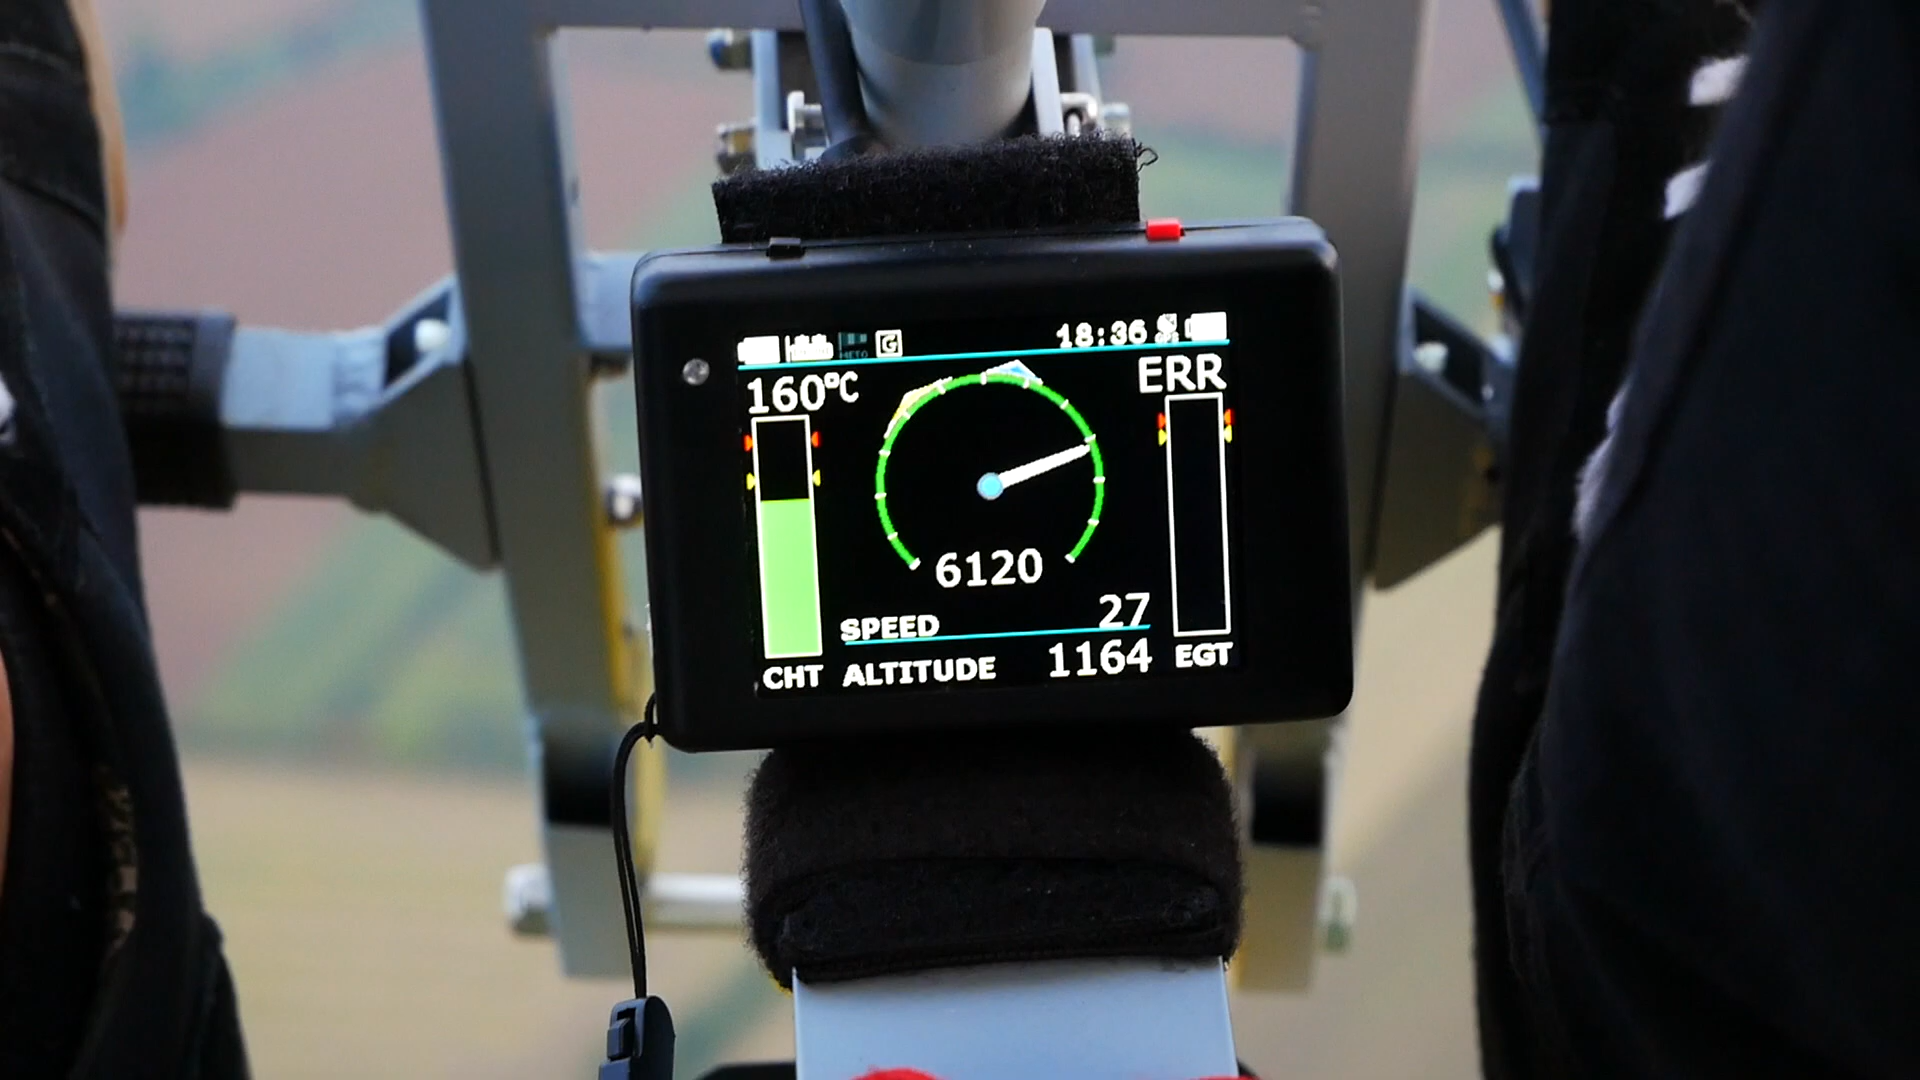 G 18:36
160°C ERR
6120
SPEED 27
ALTITUDE 1164
CHT EGT